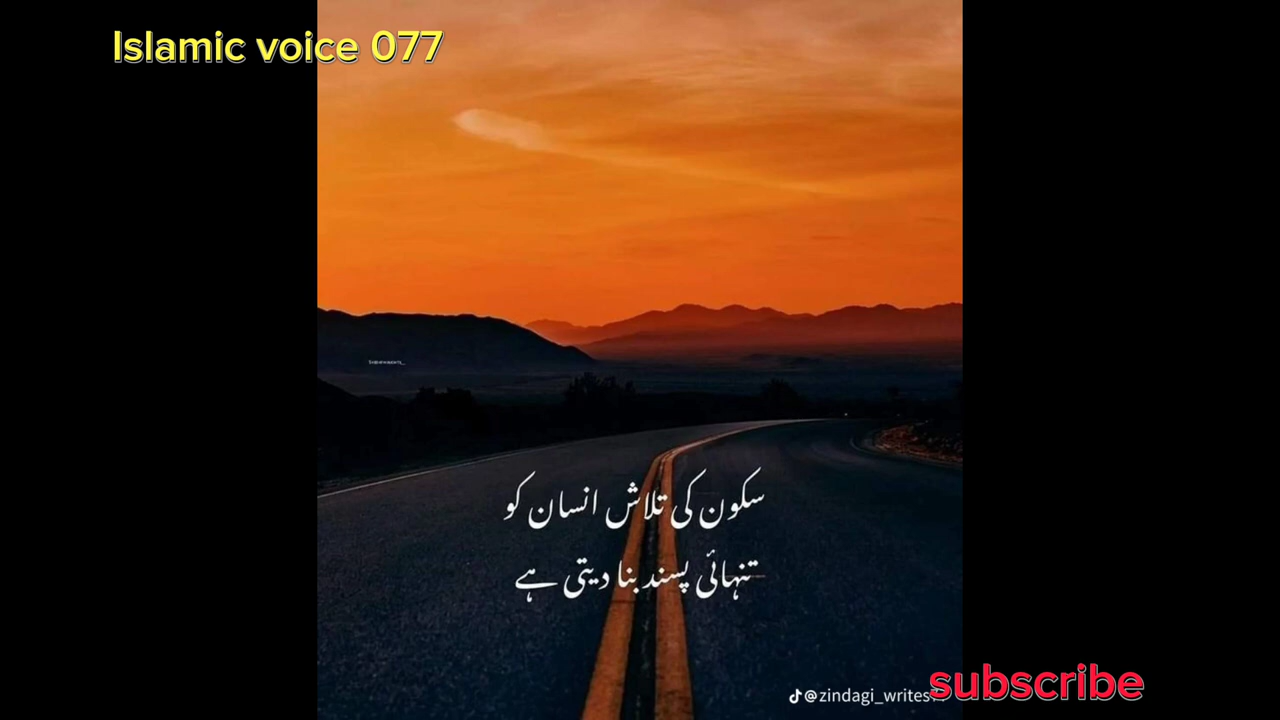 Islamic voice 077
سکون کی تلاش انسان کو
تنہائی پسند بنا دیتی ہے
@zindagi_writes
subscribe